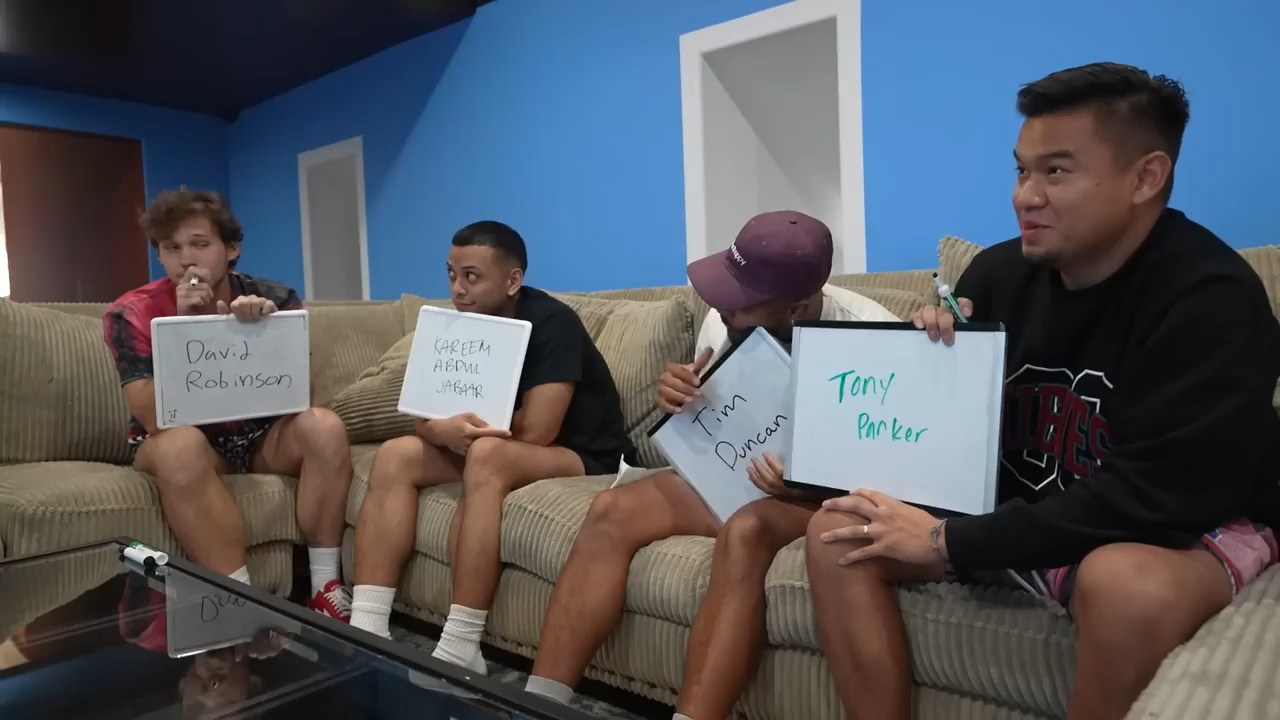 David
Robinson
KAREEM
ABDUL
JABAAR
Tim
Duncan
Tony
Parker